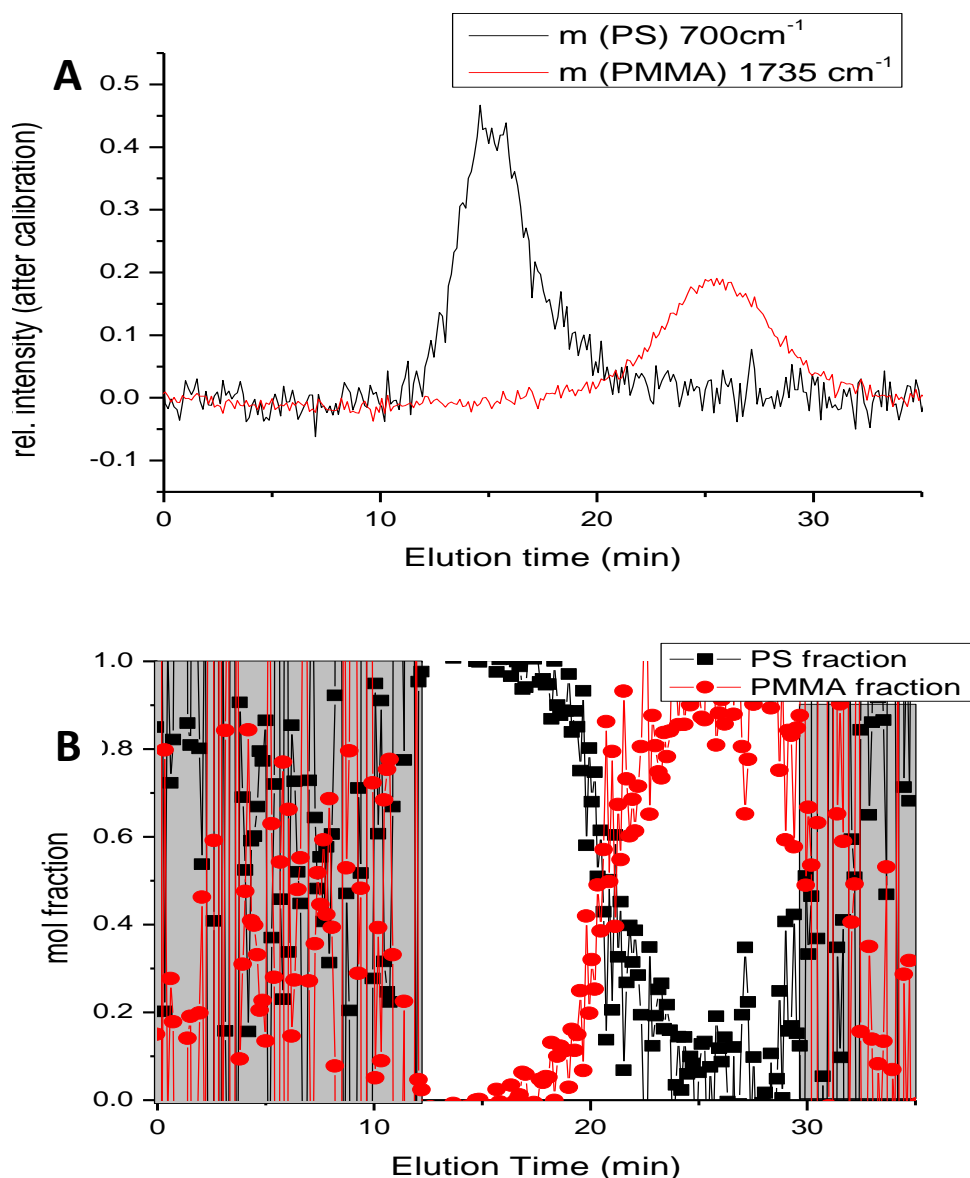 A
m (PS) 700cm⁻¹
m (PMMA) 1735 cm⁻¹
rel. intensity (atter calibration)
0.5
0.4
0.3
0.2
0.1
0.0
-0.1
0 10 20 30
Elution time (min)
B
PS fraction
PMMA fraction
mol fraction
1.0
0.8
0.6
0.4
0.2
0.0
0 10 20 30
Elution Time (min)